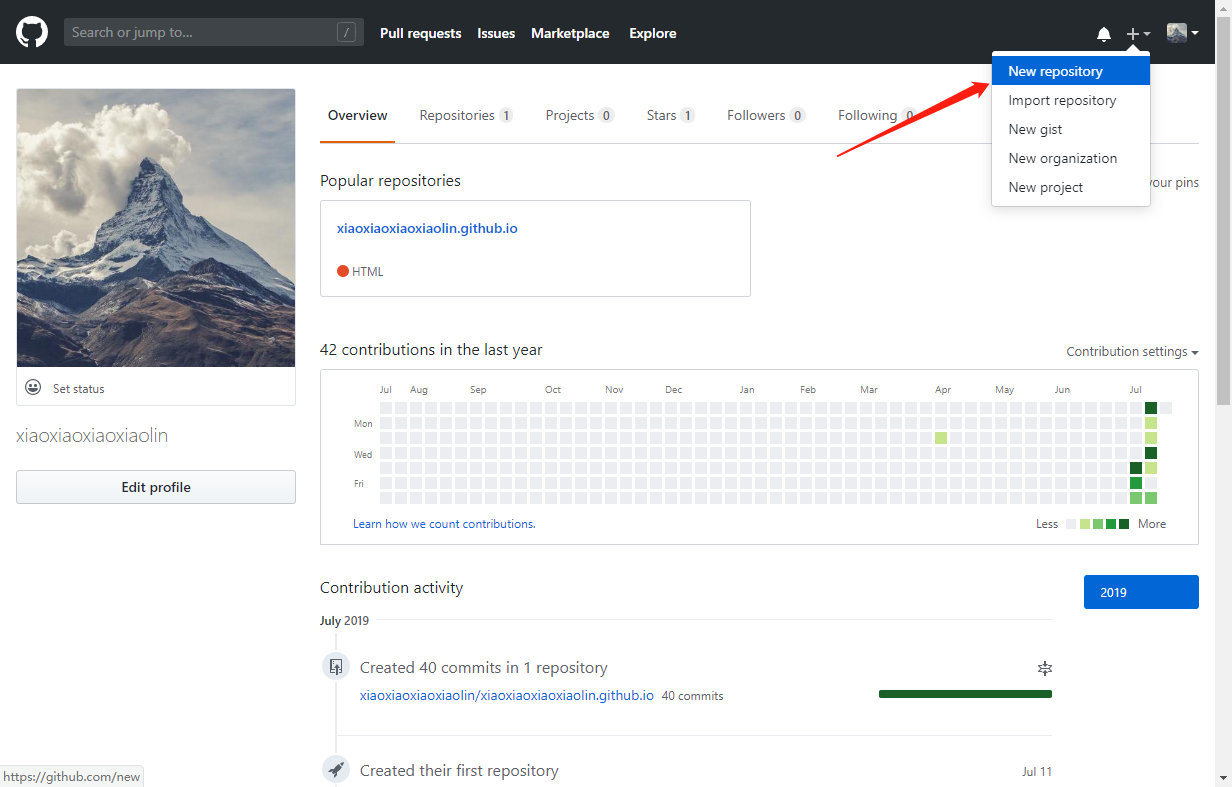 Search or jump to... /
Pull requests Issues Marketplace Explore
New repository
Import repository
New gist
New organization
New project
Overview Repositories 1 Projects 0 Stars 1 Followers 0 Following 0
Popular repositories
your pins
xiaoxiaoxiaoxiaolin.github.io
HTML
Set status
xiaoxiaoxiaoxiaolin
Edit profile
42 contributions in the last year
Contribution settings
Jul Aug Sep Oct Nov Dec Jan Feb Mar Apr May Jun Jul
Mon
Wed
Fri
Learn how we count contributions.
Less More
Contribution activity
2019
July 2019
Created 40 commits in 1 repository
xiaoxiaoxiaoxiaolin/xiaoxiaoxiaoxiaolin.github.io 40 commits
Created their first repository
Jul 11
https://github.com/new